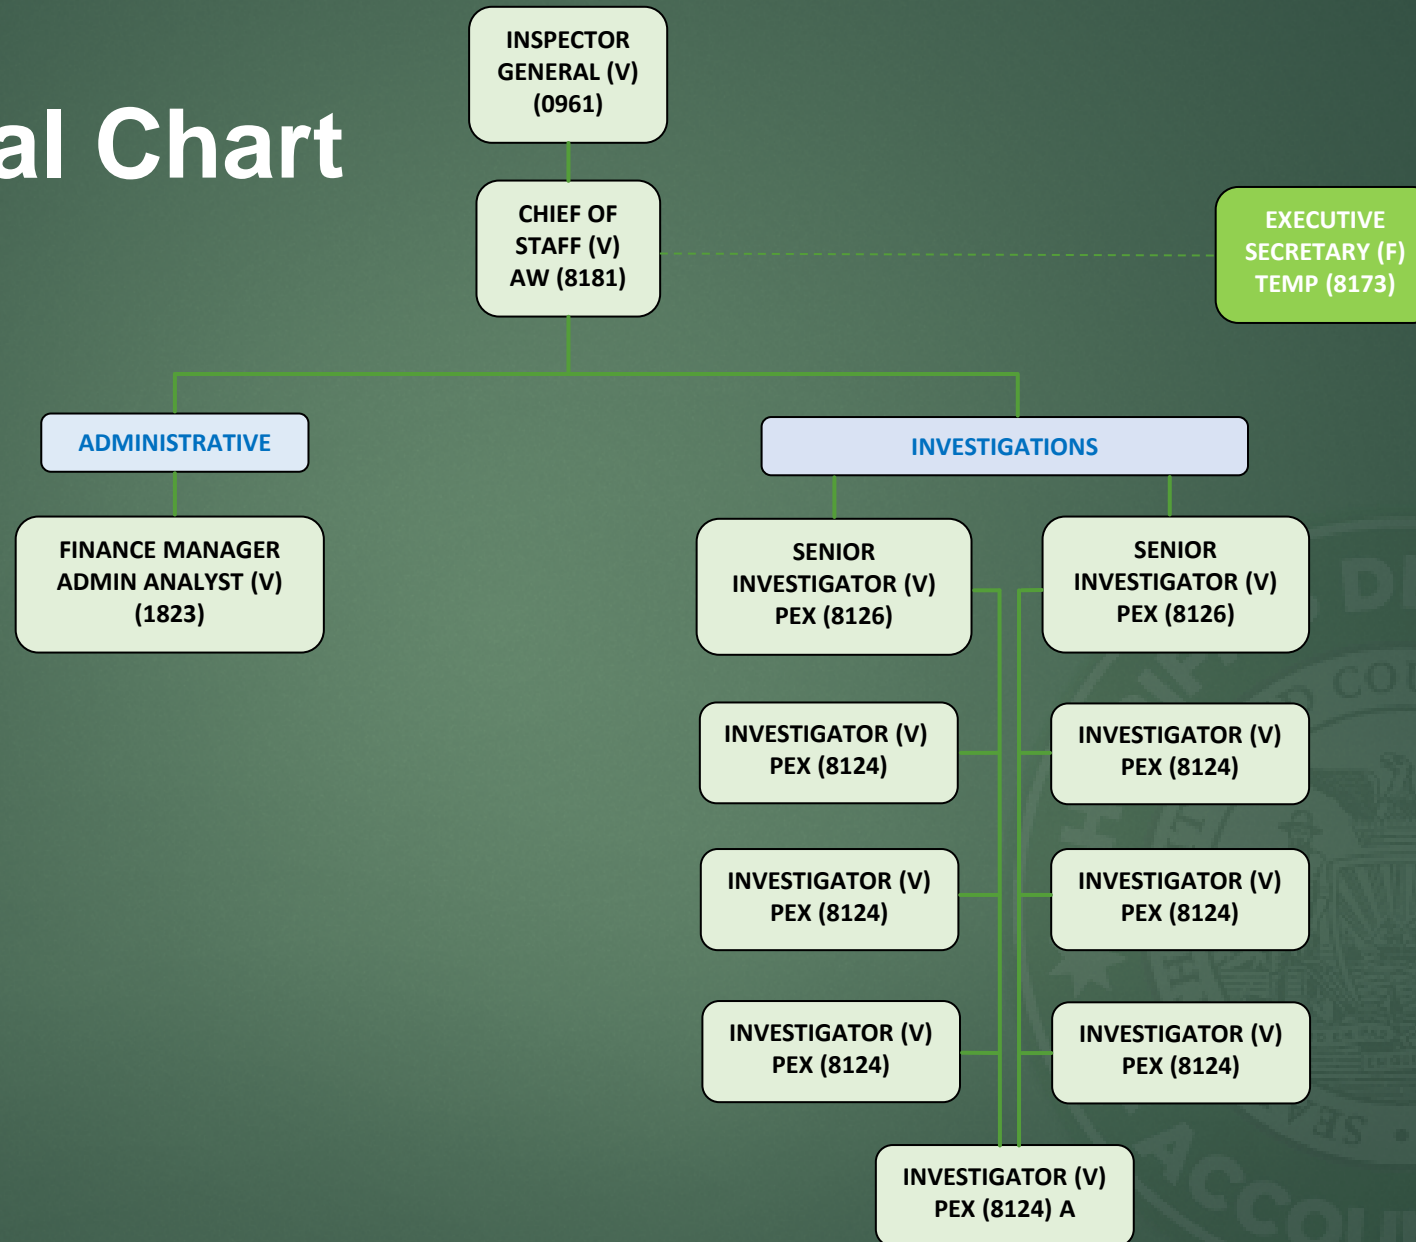 INSPECTOR
GENERAL (V)
(0961)
al Chart
CHIEF OF
STAFF (V)
AW (8181)
EXECUTIVE
SECRETARY (F)
TEMP (8173)
ADMINISTRATIVE
INVESTIGATIONS
FINANCE MANAGER
ADMIN ANALYST (V)
(1823)
SENIOR
INVESTIGATOR (V)
PEX (8126)
SENIOR
INVESTIGATOR (V)
PEX (8126)
INVESTIGATOR (V)
PEX (8124)
INVESTIGATOR (V)
PEX (8124)
INVESTIGATOR (V)
PEX (8124)
INVESTIGATOR (V)
PEX (8124)
INVESTIGATOR (V)
PEX (8124)
INVESTIGATOR (V)
PEX (8124)
INVESTIGATOR (V)
PEX (8124) A